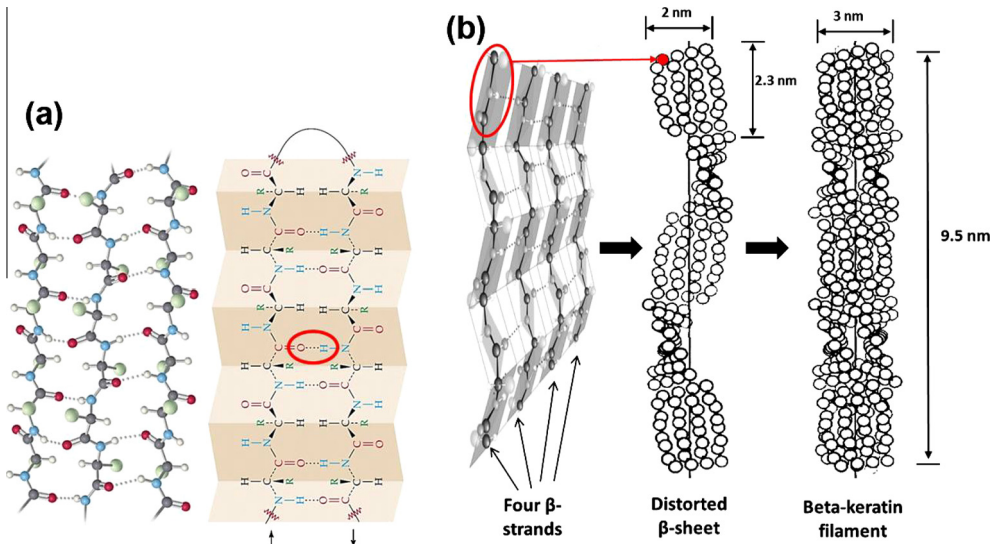 (a)
O=C N–H
R C H H C R
H–N C=O
C=O H–N
H C R R C H
N–H O=C
O=C N–H
R C H H C R
H–N C=O
C=O H–N
H C R R C H
N–H O=C
O=C N–H
R C H H C R
H–N C=O
C=O H–N
H C R R C H
N–H O=C
(b)
2 nm
3 nm
2.3 nm
9.5 nm
Four β-
strands
Distorted
β-sheet
Beta-keratin
filament